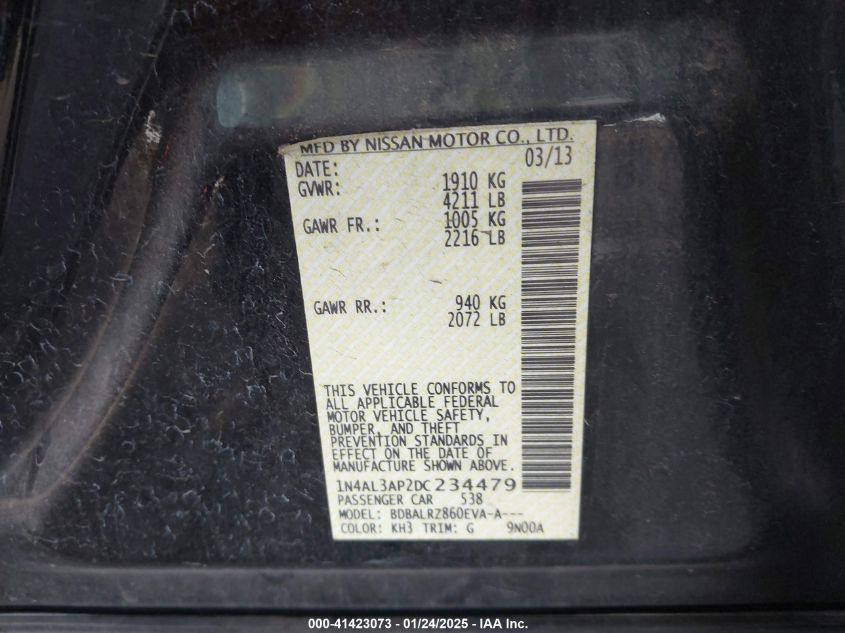 MFD BY NISSAN MOTOR CO., LTD.
DATE: 03/13
GVWR: 1910 KG
4211 LB
GAWR FR.: 1005 KG
2216 LB
GAWR RR.: 940 KG
2072 LB
THIS VEHICLE CONFORMS TO
ALL APPLICABLE FEDERAL
MOTOR VEHICLE SAFETY,
BUMPER, AND THEFT
PREVENTION STANDARDS IN
EFFECT ON THE DATE OF
MANUFACTURE SHOWN ABOVE.
1N4AL3AP2DC234479
PASSENGER CAR 538
MODEL: BDBALRZ860EVA-A---
COLOR: KH3 TRIM: G 9N00A
000-41423073 — 01/24/2025 — IAA Inc.